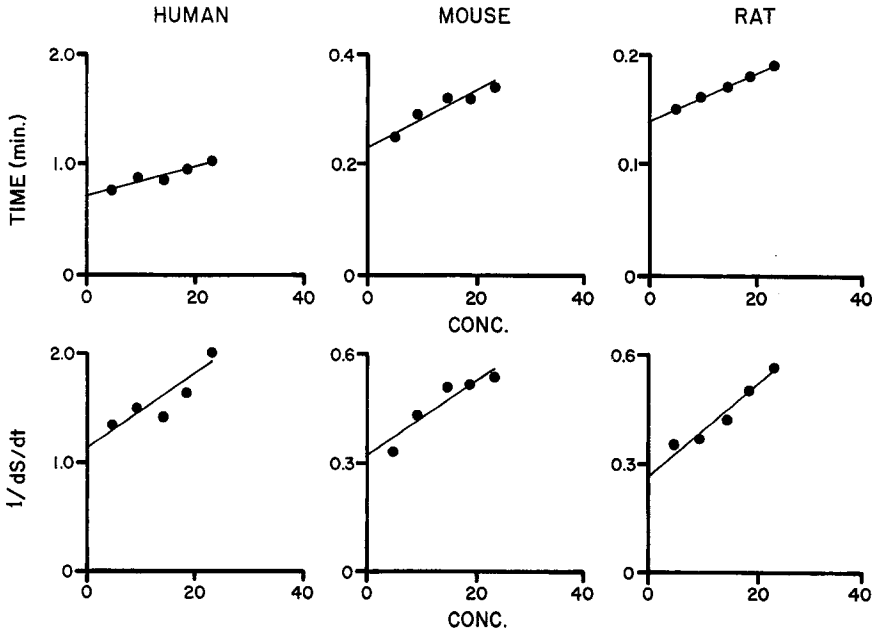 HUMAN MOUSE RAT
2.0 0.4 0.2
TIME (min.)
1.0 0.2 0.1
0 0 0
0 20 40 0 20 40 0 20 40
CONC.
2.0 0.6 0.6
1/dS/dt
1.0 0.3 0.3
0 0 0
0 20 40 0 20 40 0 20 40
CONC.